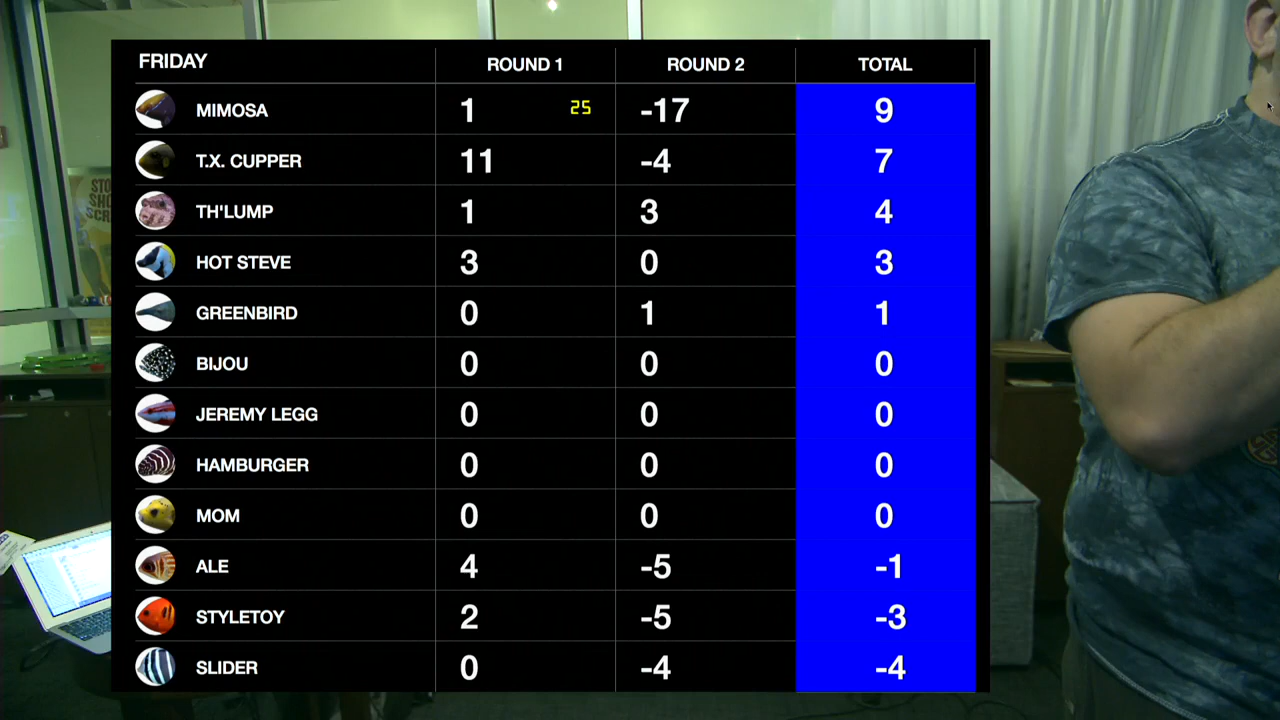 FRIDAY ROUND 1 ROUND 2 TOTAL
MIMOSA 1 25 -17 9
T.X. CUPPER 11 -4 7
TH'LUMP 1 3 4
HOT STEVE 3 0 3
GREENBIRD 0 1 1
BIJOU 0 0 0
JEREMY LEGG 0 0 0
HAMBURGER 0 0 0
MOM 0 0 0
ALE 4 -5 -1
STYLETOY 2 -5 -3
SLIDER 0 -4 -4